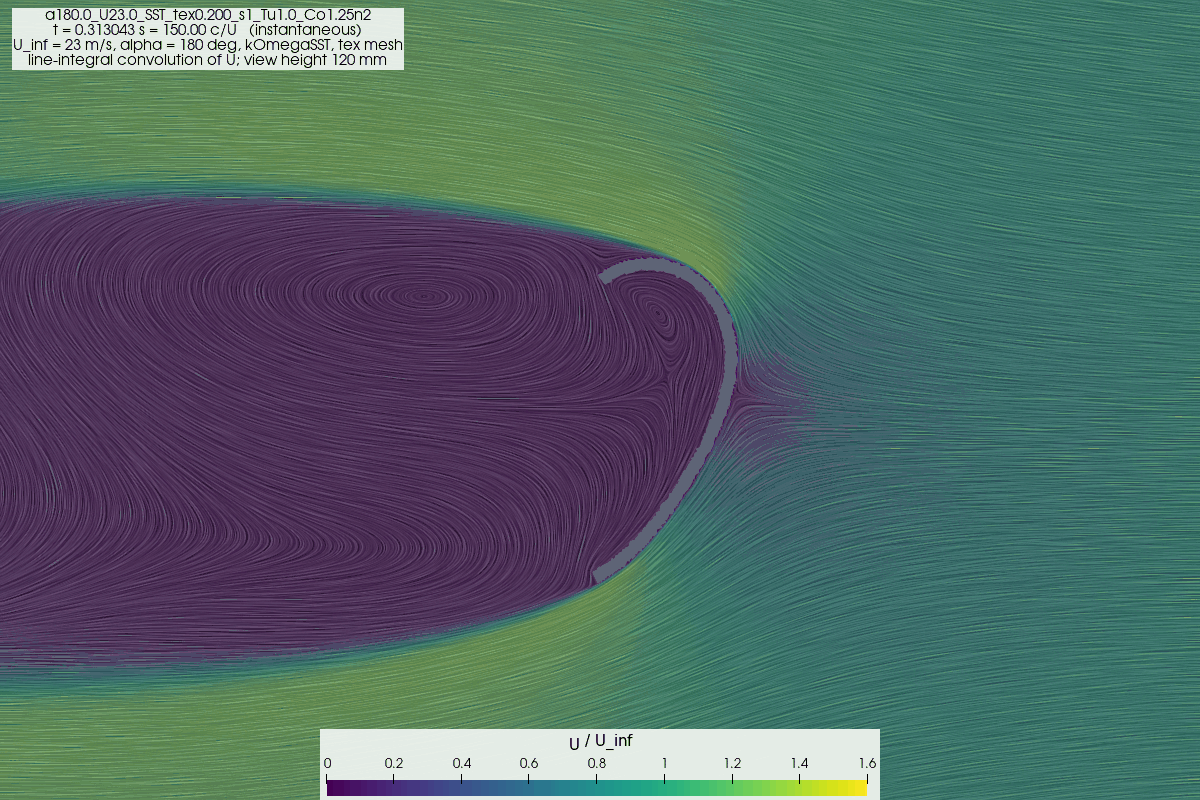 a180.0_U23.0_SST_tex0.200_s1_Tu1.0_Co1.25n2
t = 0.313043 s = 150.00 c/U (instantaneous)
U_inf = 23 m/s, alpha = 180 deg, kOmegaSST, tex mesh
line-integral convolution of U; view height 120 mm
U / U_inf
0 0.2 0.4 0.6 0.8 1 1.2 1.4 1.6